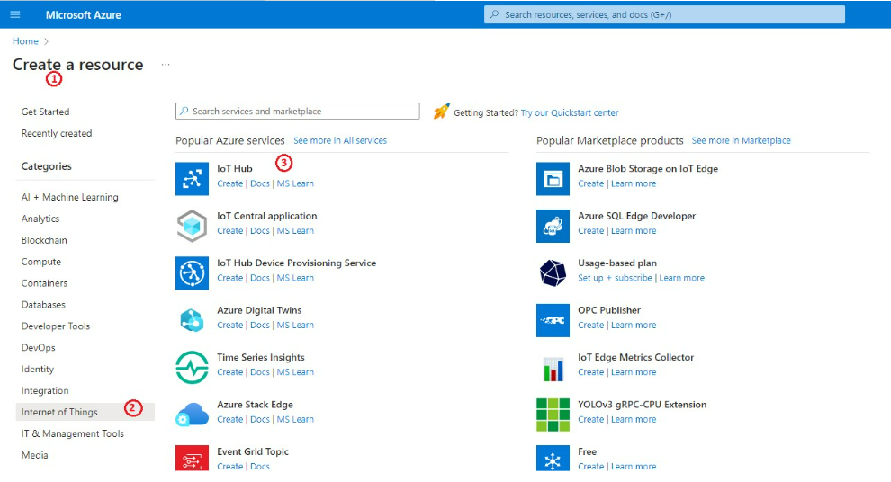 Microsoft Azure
Search resources, services, and docs (G+/)
Home >
Create a resource ...
1
Get Started
Recently created
Categories
AI + Machine Learning
Analytics
Blockchain
Compute
Containers
Databases
Developer Tools
DevOps
Identity
Integration
Internet of Things 2
IT & Management Tools
Media
Search services and marketplace
Getting Started? Try our Quickstart center
Popular Azure services See more in All services
3
IoT Hub
Create | Docs | MS Learn
IoT Central application
Create | Docs | MS Learn
IoT Hub Device Provisioning Service
Create | Docs | MS Learn
Azure Digital Twins
Create | Docs | MS Learn
Time Series Insights
Create | Docs | MS Learn
Azure Stack Edge
Create | Docs | MS Learn
Event Grid Topic
Create | Docs
Popular Marketplace products See more in Marketplace
Azure Blob Storage on IoT Edge
Create | Learn more
Azure SQL Edge Developer
Create | Learn more
Usage-based plan
Set up + subscribe | Learn more
OPC Publisher
Create | Learn more
IoT Edge Metrics Collector
Create | Learn more
YOLOv3 gRPC-CPU Extension
Create | Learn more
Free
Create | Learn more